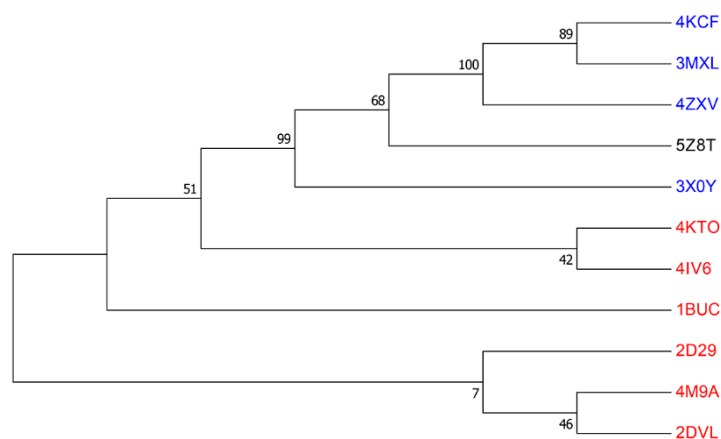 4KCF
89
3MXL
100
4ZXV
68
5Z8T
99
3X0Y
51
4KTO
42
4IV6
1BUC
2D29
7
4M9A
46
2DVL